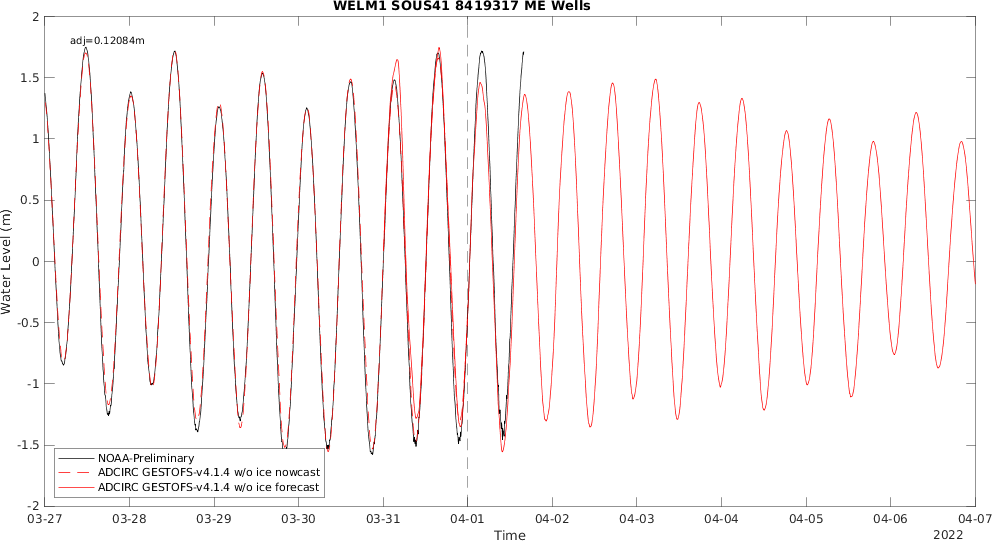 WELM1 SOUS41 8419317 ME Wells
adj=0.12084m
2
1.5
1
0.5
0
-0.5
-1
-1.5
-2
Water Level (m)
NOAA-Preliminary
ADCIRC GESTOFS-v4.1.4 w/o ice nowcast
ADCIRC GESTOFS-v4.1.4 w/o ice forecast
03-27 03-28 03-29 03-30 03-31 04-01 04-02 04-03 04-04 04-05 04-06 04-07
Time
2022